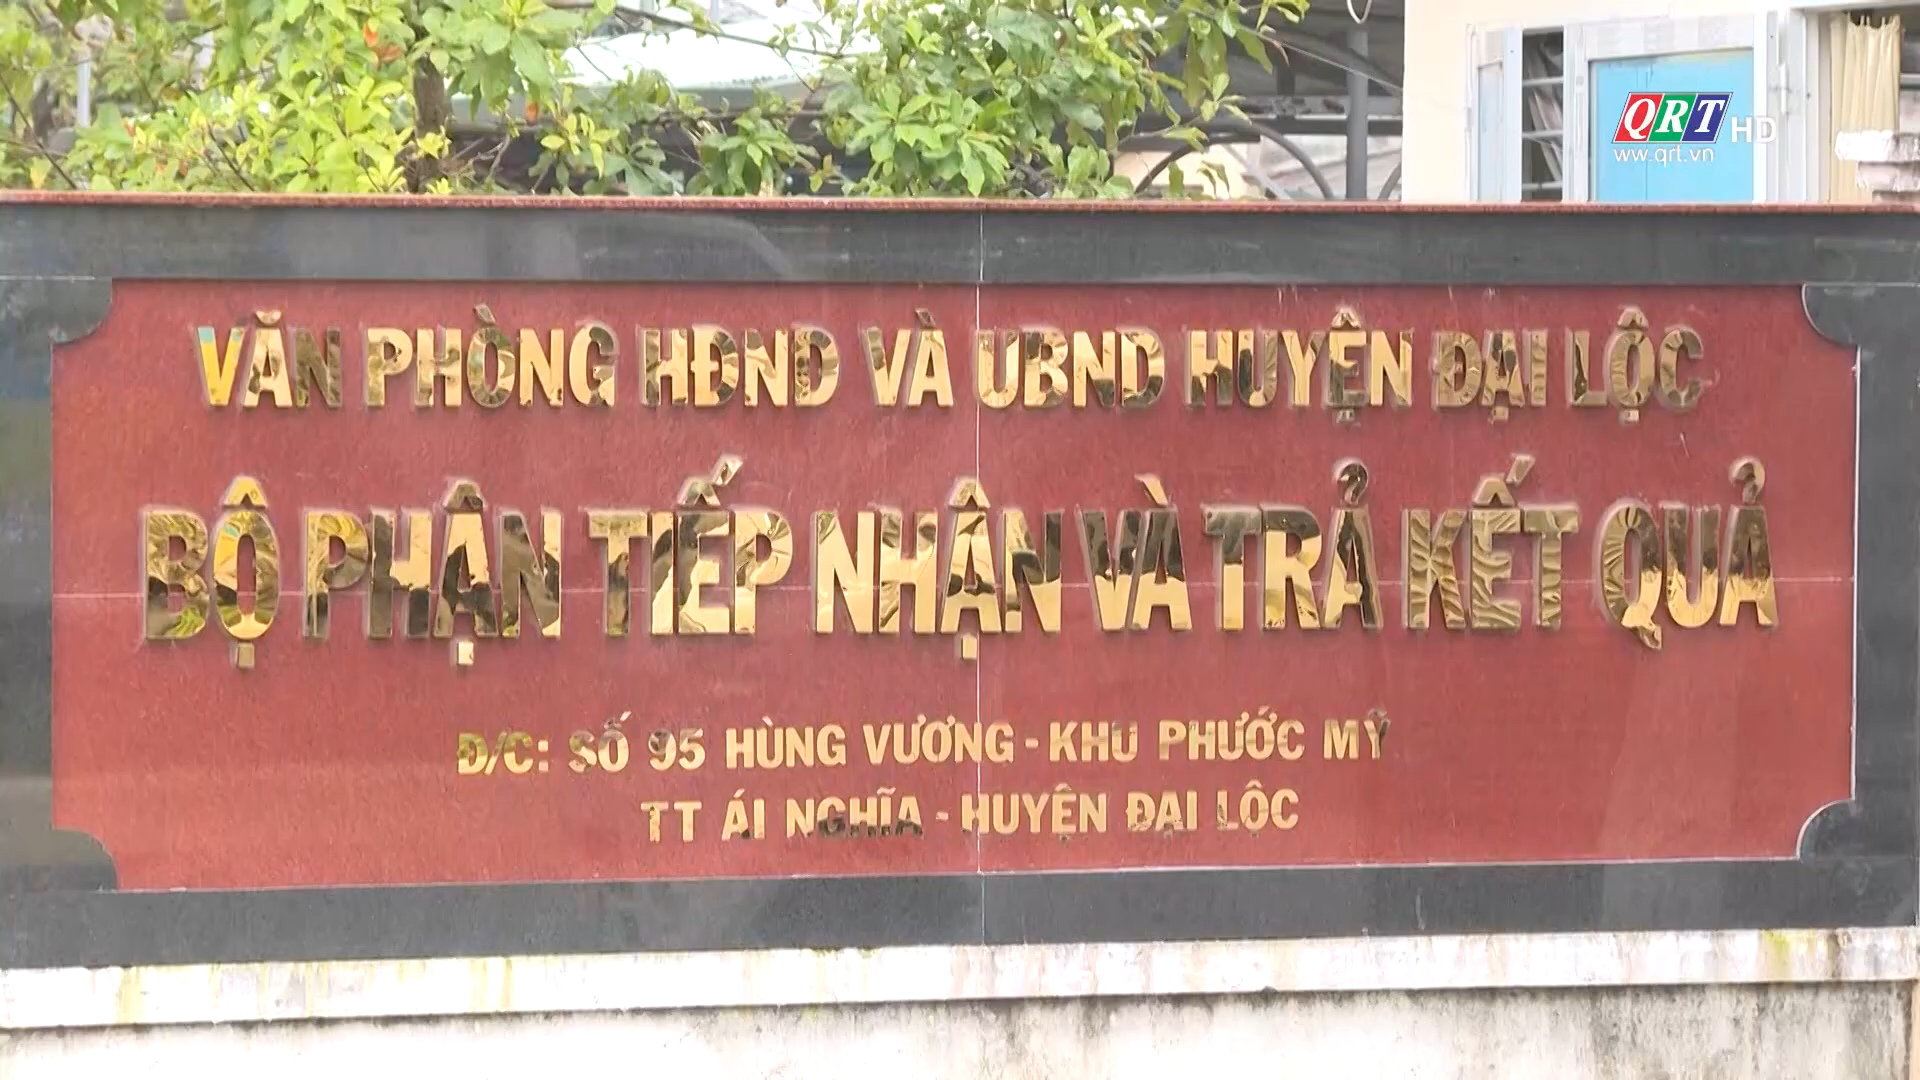 QRT HD
ww.qrt.vn
VĂN PHÒNG HĐND VÀ UBND HUYỆN ĐẠI LỘC
BỘ PHẬN TIẾP NHẬN VÀ TRẢ KẾT QUẢ
Đ/C: SỐ 95 HÙNG VƯƠNG - KHU PHƯỚC MỸ
TT ÁI NGHĨA - HUYỆN ĐẠI LỘC